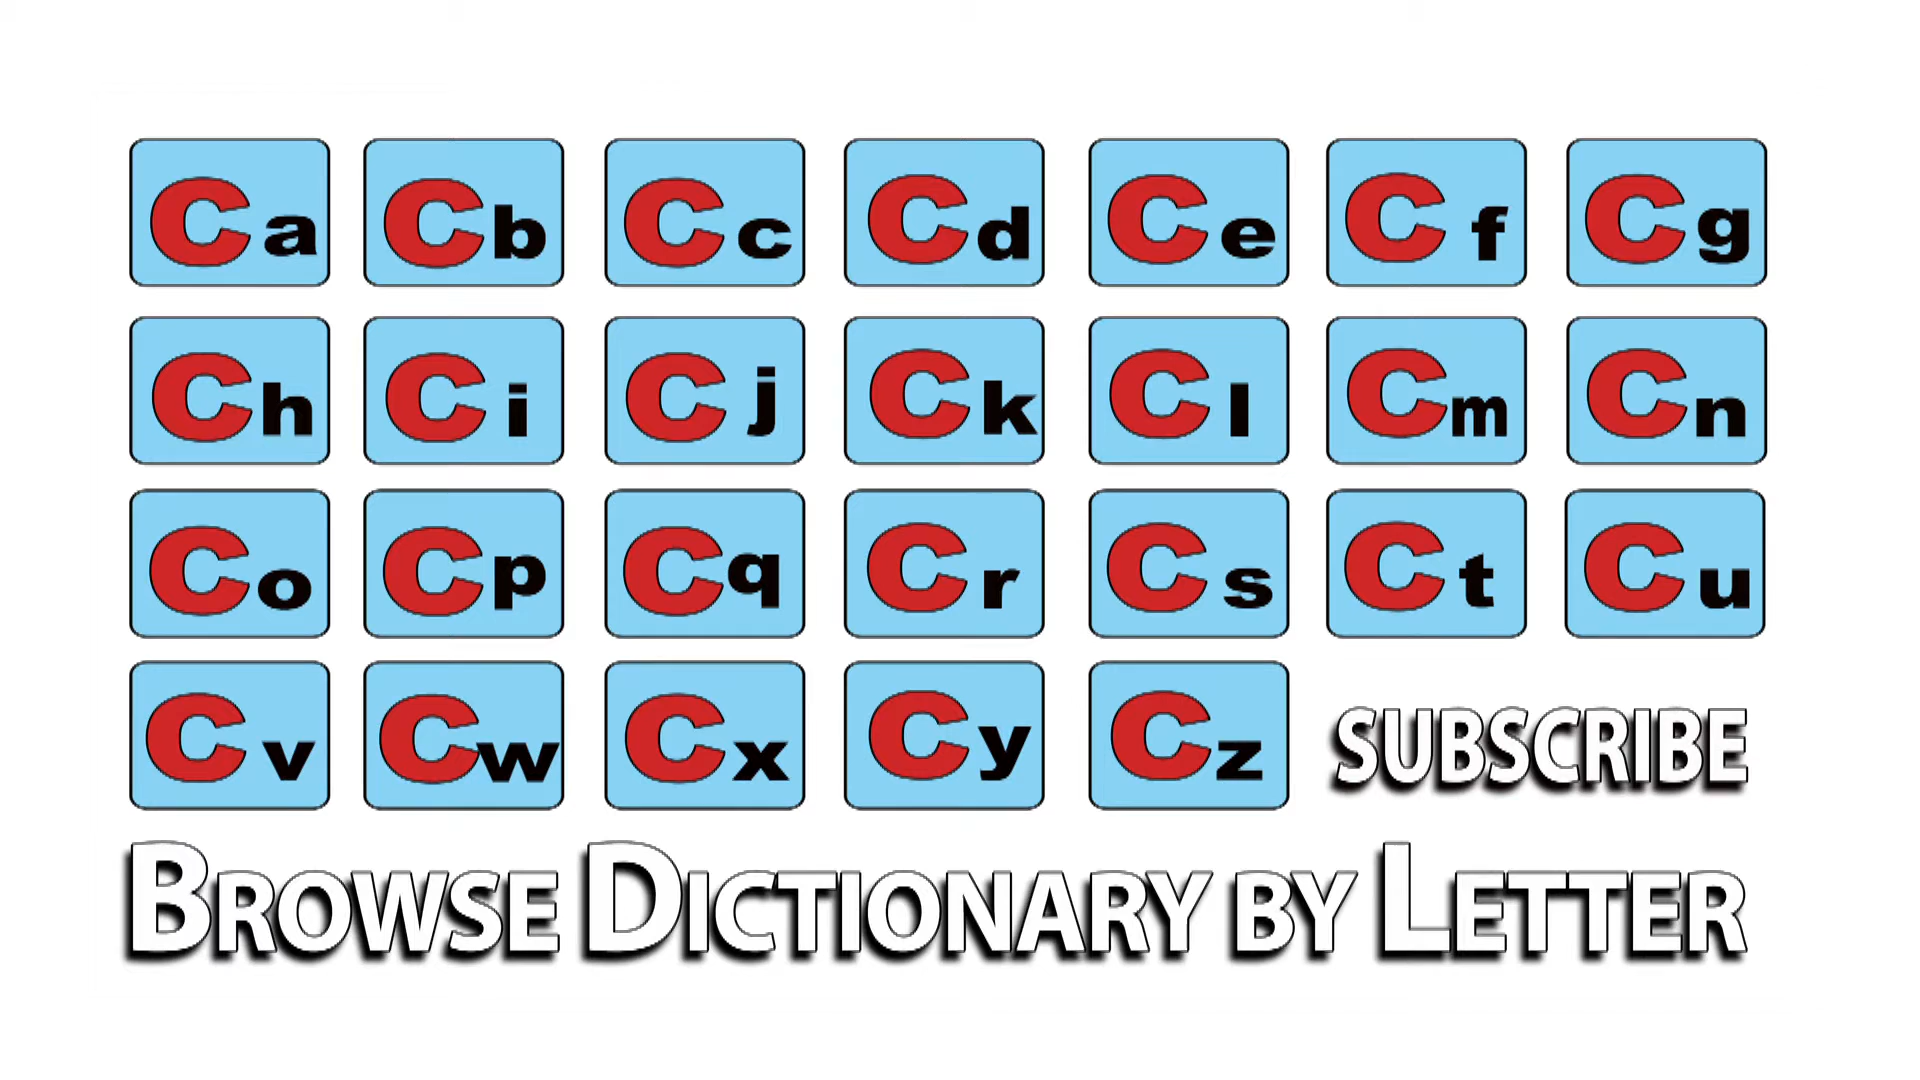 Ca Cb Cc Cd Ce Cf Cg
Ch Ci Cj Ck Cl Cm Cn
Co Cp Cq Cr Cs Ct Cu
Cv Cw Cx Cy Cz SUBSCRIBE
BROWSE DICTIONARY BY LETTER